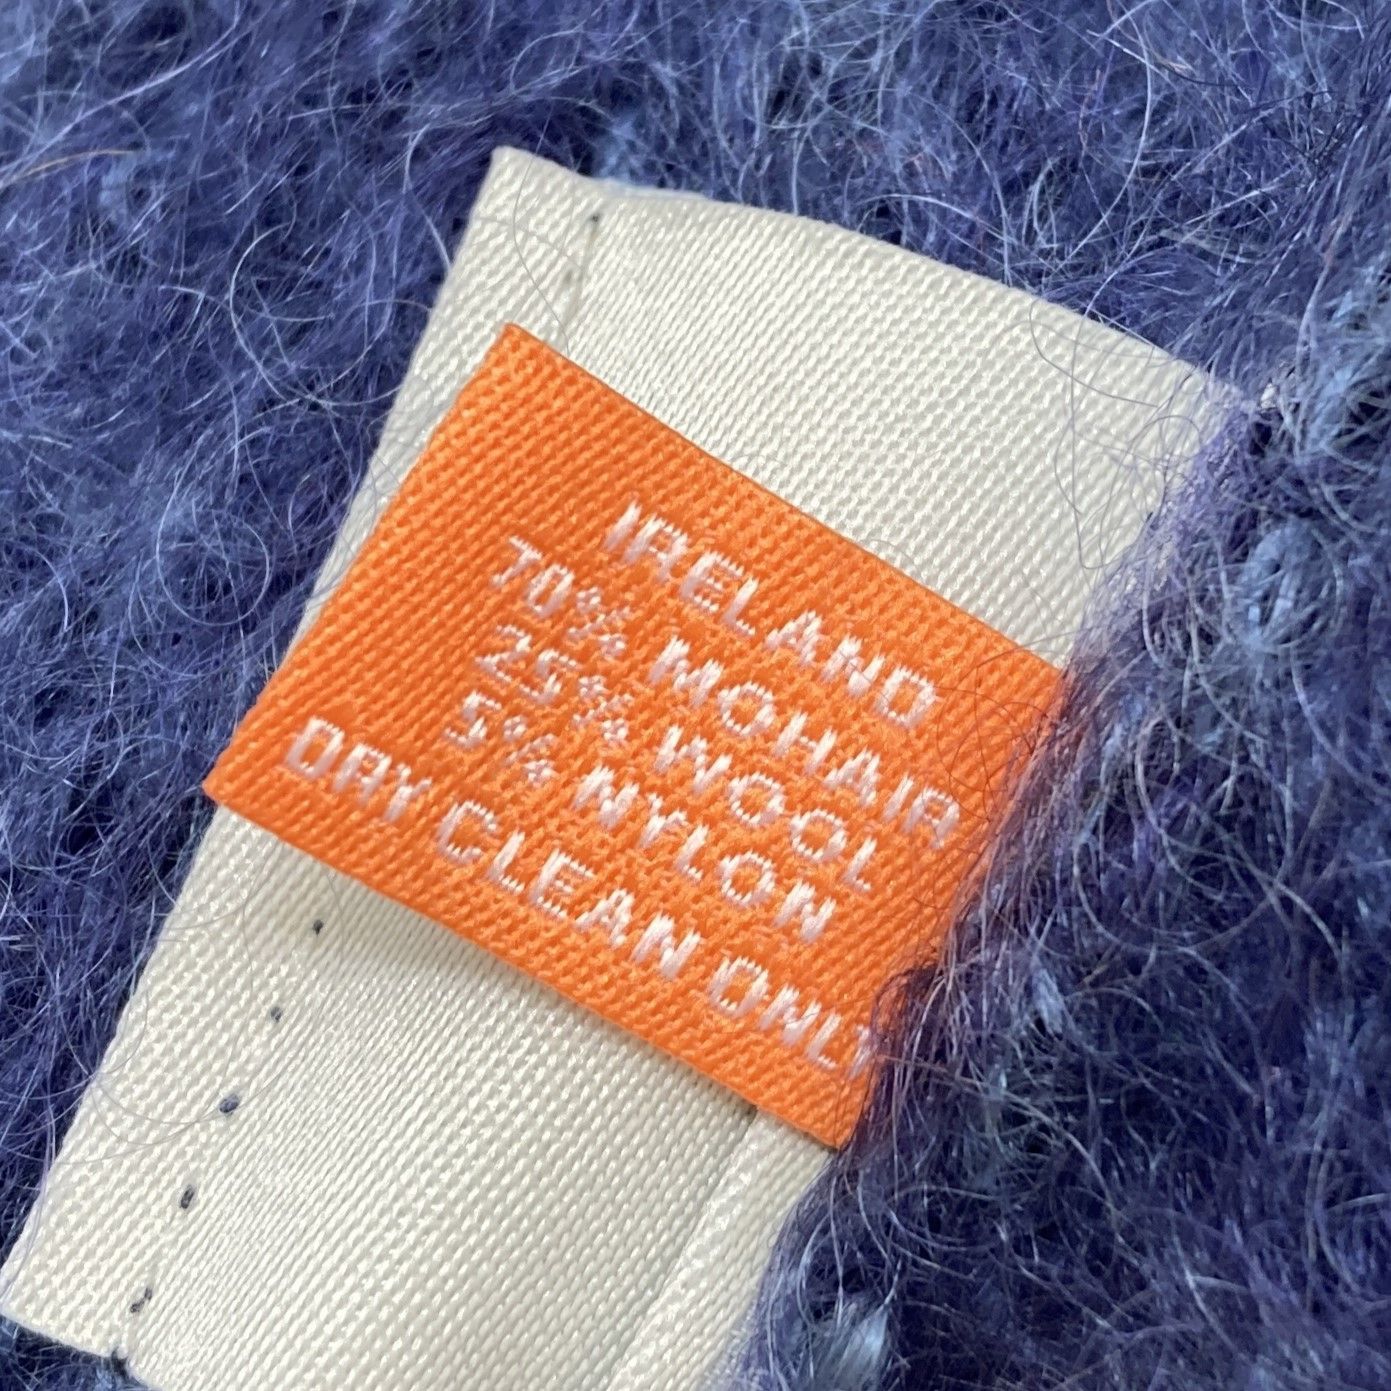 IRELAND
70% MOHAIR
25% WOOL
5% NYLON
DRY CLEAN ONLY